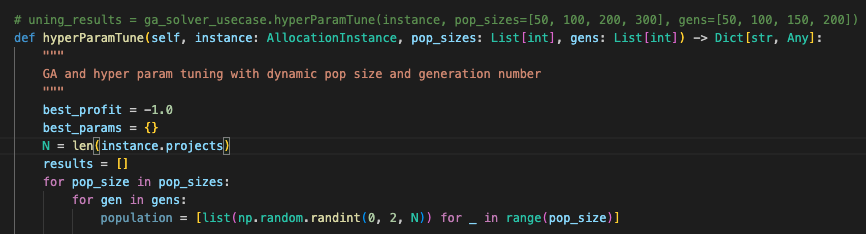 # uning_results = ga_solver_usecase.hyperParamTune(instance, pop_sizes=[50, 100, 200, 300], gens=[50, 100, 150, 200])
def hyperParamTune(self, instance: AllocationInstance, pop_sizes: List[int], gens: List[int]) -> Dict[str, Any]:
    """
    GA and hyper param tuning with dynamic pop size and generation number
    """
    best_profit = -1.0
    best_params = {}
    N = len(instance.projects)
    results = []
    for pop_size in pop_sizes:
        for gen in gens:
            population = [list(np.random.randint(0, 2, N)) for _ in range(pop_size)]